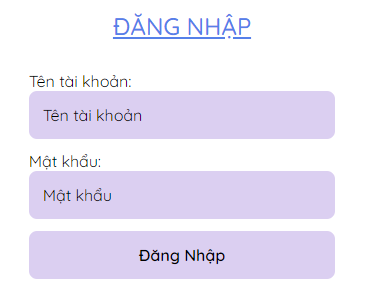 ĐĂNG NHẬP
Tên tài khoản:
Tên tài khoản
Mật khẩu:
Mật khẩu
Đăng Nhập